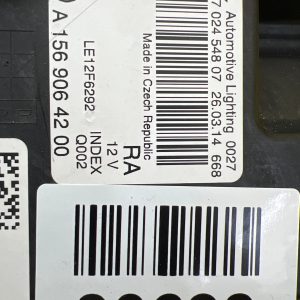 Automotive Lighting 0027
7 024 548 07 26.03.14 668
Made in Czech Republic
RA
12 V
LE12F6292 INDEX
Q002
A 156 906 42 00